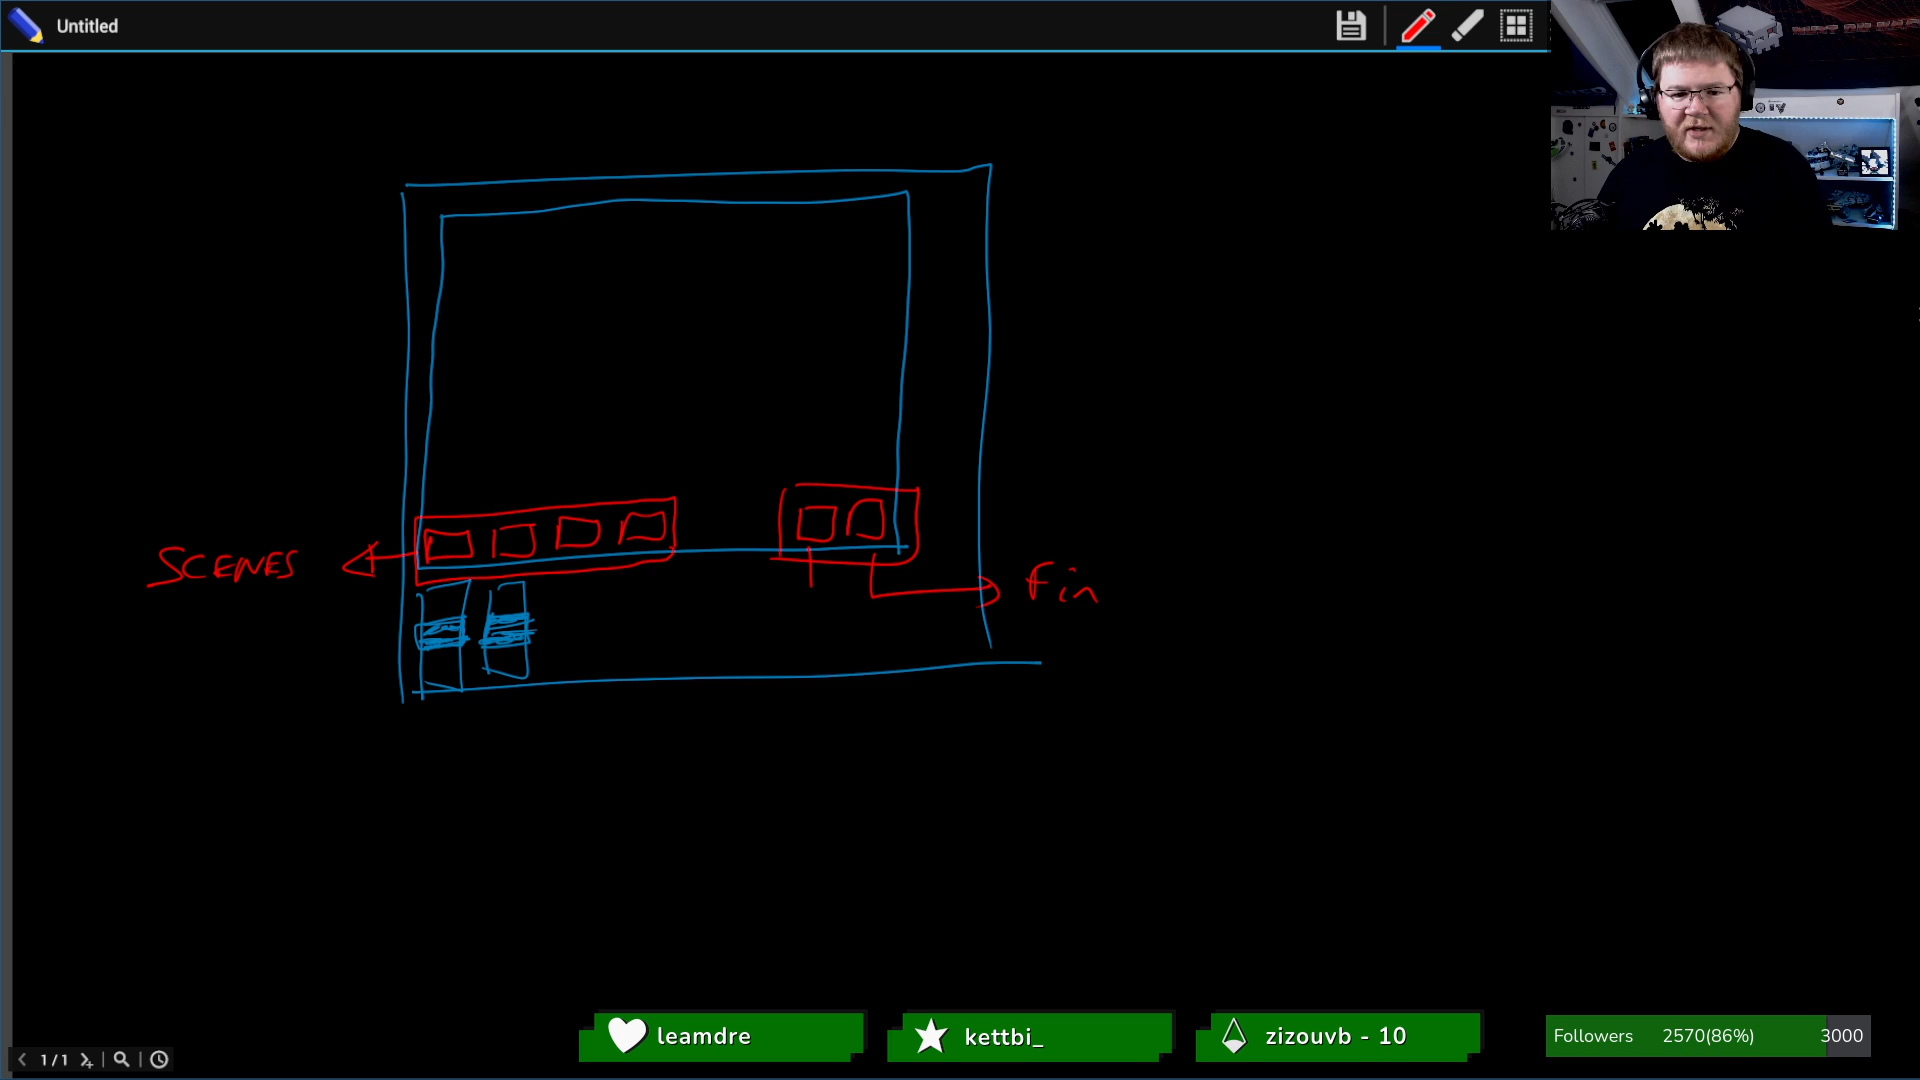 Untitled
SCENES
Fin
leamdre
kettbi_
zizouvb - 10
Followers 2570(86%) 3000
1/1